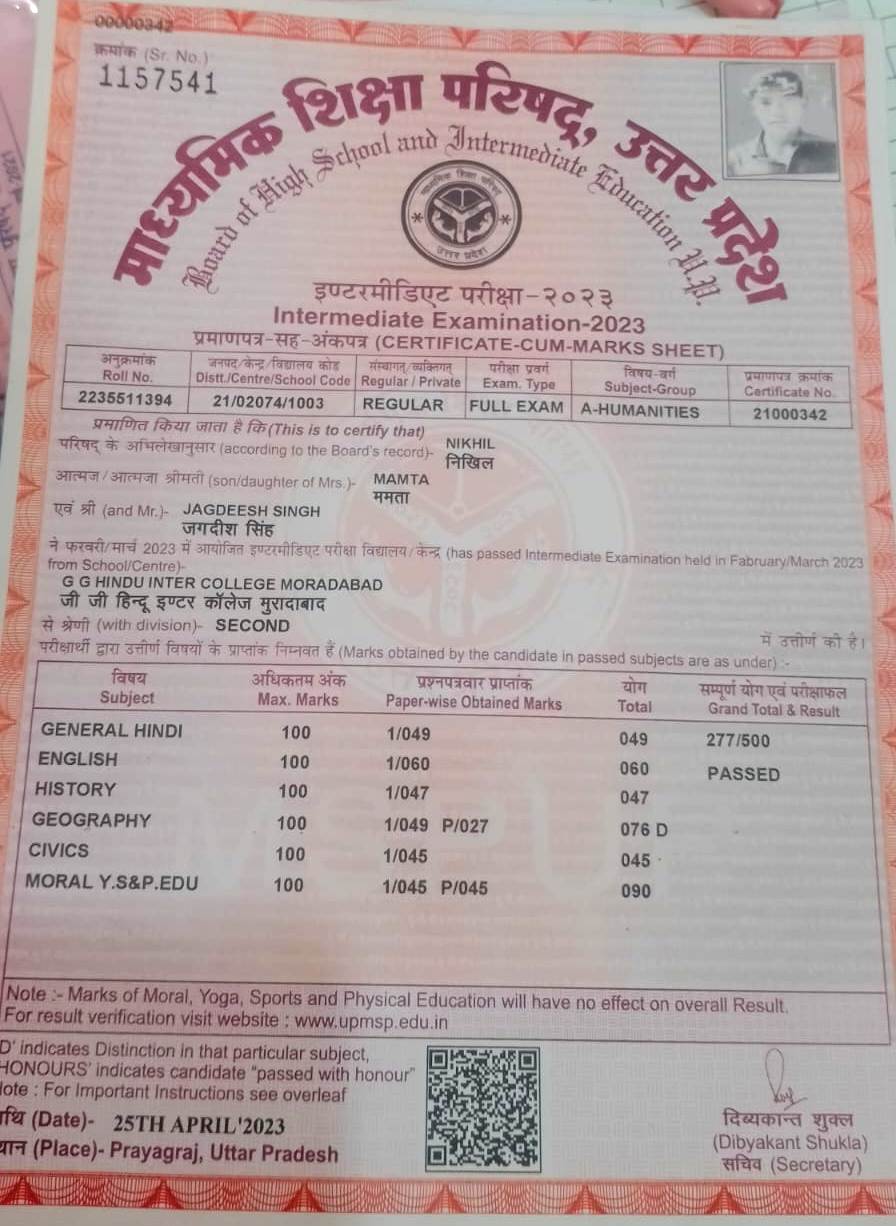 00000342
क्रमांक (Sr. No.)
1157541
माध्यमिक शिक्षा परिषद्, उत्तर प्रदेश
Board of High School and Intermediate Education U.P.
माध्यमिक शिक्षा परिषद
उत्तर प्रदेश
इण्टरमीडिएट परीक्षा-२०२३
Intermediate Examination-2023
प्रमाणपत्र-सह-अंकपत्र (CERTIFICATE-CUM-MARKS SHEET)
अनुक्रमांक जनपद/केन्द्र/विद्यालय कोड संस्थागत/व्यक्तिगत परीक्षा प्रवर्ग विषय-वर्ग प्रमाणपत्र क्रमांक
Roll No. Distt./Centre/School Code Regular / Private Exam. Type Subject-Group Certificate No.
2235511394 21/02074/1003 REGULAR FULL EXAM A-HUMANITIES 21000342
प्रमाणित किया जाता है कि(This is to certify that)
परिषद् के अभिलेखानुसार (according to the Board's record)- NIKHIL
निखिल
आत्मज/आत्मजा श्रीमती (son/daughter of Mrs.)- MAMTA
ममता
एवं श्री (and Mr.)- JAGDEESH SINGH
जगदीश सिंह
ने फरवरी/मार्च 2023 में आयोजित इण्टरमीडिएट परीक्षा विद्यालय/केन्द्र (has passed Intermediate Examination held in Fabruary/March 2023
from School/Centre)-
G G HINDU INTER COLLEGE MORADABAD
जी जी हिन्दू इण्टर कॉलेज मुरादाबाद
से श्रेणी (with division)- SECOND में उत्तीर्ण की है।
परीक्षार्थी द्वारा उत्तीर्ण विषयों के प्राप्तांक निम्नवत हैं (Marks obtained by the candidate in passed subjects are as under) :-
विषय अधिकतम अंक प्रश्नपत्रवार प्राप्तांक योग सम्पूर्ण योग एवं परीक्षाफल
Subject Max. Marks Paper-wise Obtained Marks Total Grand Total & Result
GENERAL HINDI 100 1/049 049 277/500
ENGLISH 100 1/060 060 PASSED
HISTORY 100 1/047 047
GEOGRAPHY 100 1/049 P/027 076 D
CIVICS 100 1/045 045
MORAL Y.S&P.EDU 100 1/045 P/045 090
Note :- Marks of Moral, Yoga, Sports and Physical Education will have no effect on overall Result.
For result verification visit website : www.upmsp.edu.in
D' indicates Distinction in that particular subject,
HONOURS' indicates candidate "passed with honour"
Note : For Important Instructions see overleaf
(Date)- 25TH APRIL'2023
(Place)- Prayagraj, Uttar Pradesh
दिब्यकान्त शुक्ल
(Dibyakant Shukla)
सचिव (Secretary)